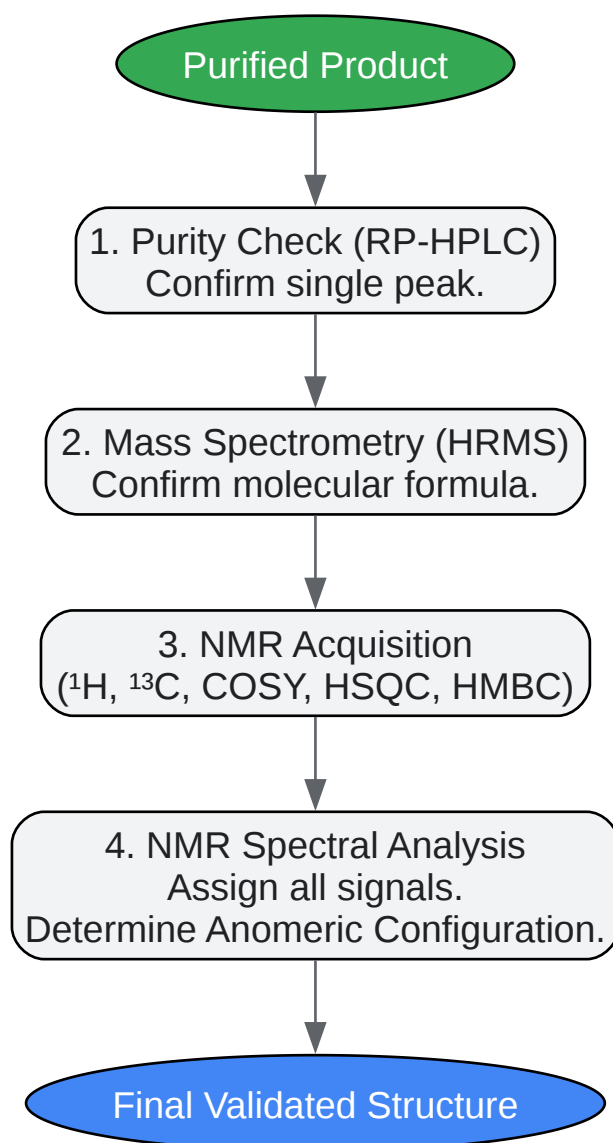 Purified Product
1. Purity Check (RP-HPLC)
Confirm single peak.
2. Mass Spectrometry (HRMS)
Confirm molecular formula.
3. NMR Acquisition
(¹H, ¹³C, COSY, HSQC, HMBC)
4. NMR Spectral Analysis
Assign all signals.
Determine Anomeric Configuration.
Final Validated Structure